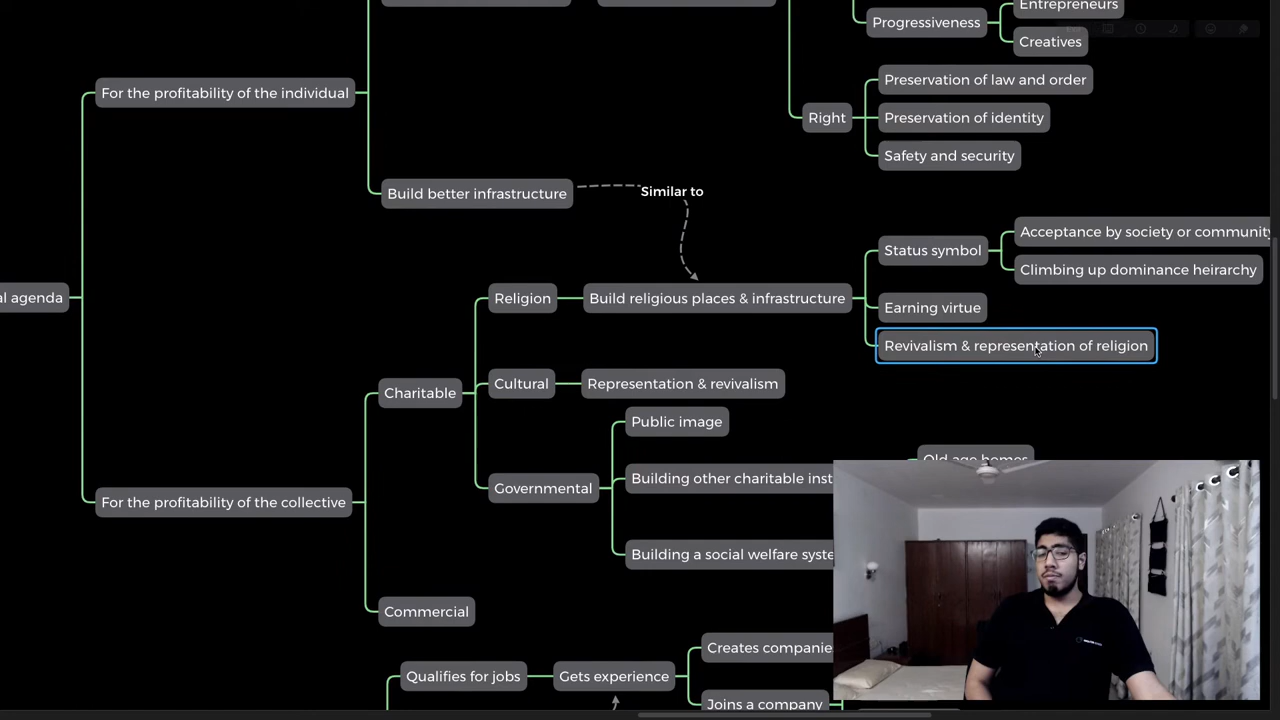 Entrepreneurs
Progressiveness
Creatives
Preservation of law and order
For the profitability of the individual
Right
Preservation of identity
Safety and security
Build better infrastructure
Similar to
Acceptance by society or community
Status symbol
Climbing up dominance heirarchy
al agenda
Religion
Build religious places & infrastructure
Earning virtue
Revivalism & representation of religion
Cultural
Representation & revivalism
Charitable
Public image
Old age homes
Building other charitable inst
Governmental
For the profitability of the collective
Building a social welfare syste
Commercial
Creates companie
Qualifies for jobs
Gets experience
Joins a company